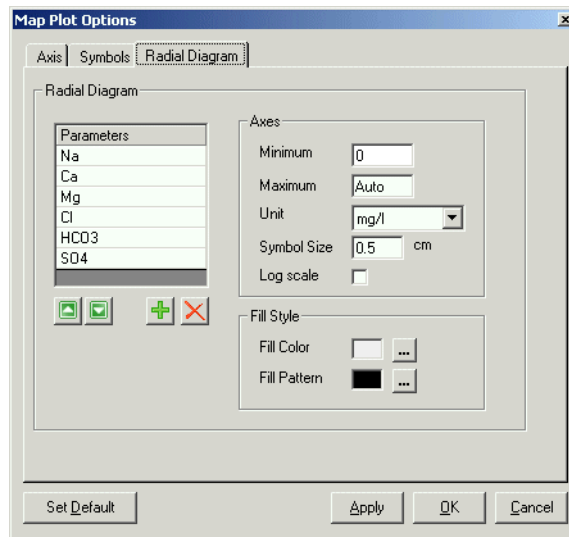 Map Plot Options
Axis Symbols Radial Diagram
Radial Diagram
Parameters
Na
Ca
Mg
Cl
HCO3
SO4
Axes
Minimum 0
Maximum Auto
Unit mg/l
Symbol Size 0.5 cm
Log scale
Fill Style
Fill Color ...
Fill Pattern ...
Set Default Apply OK Cancel